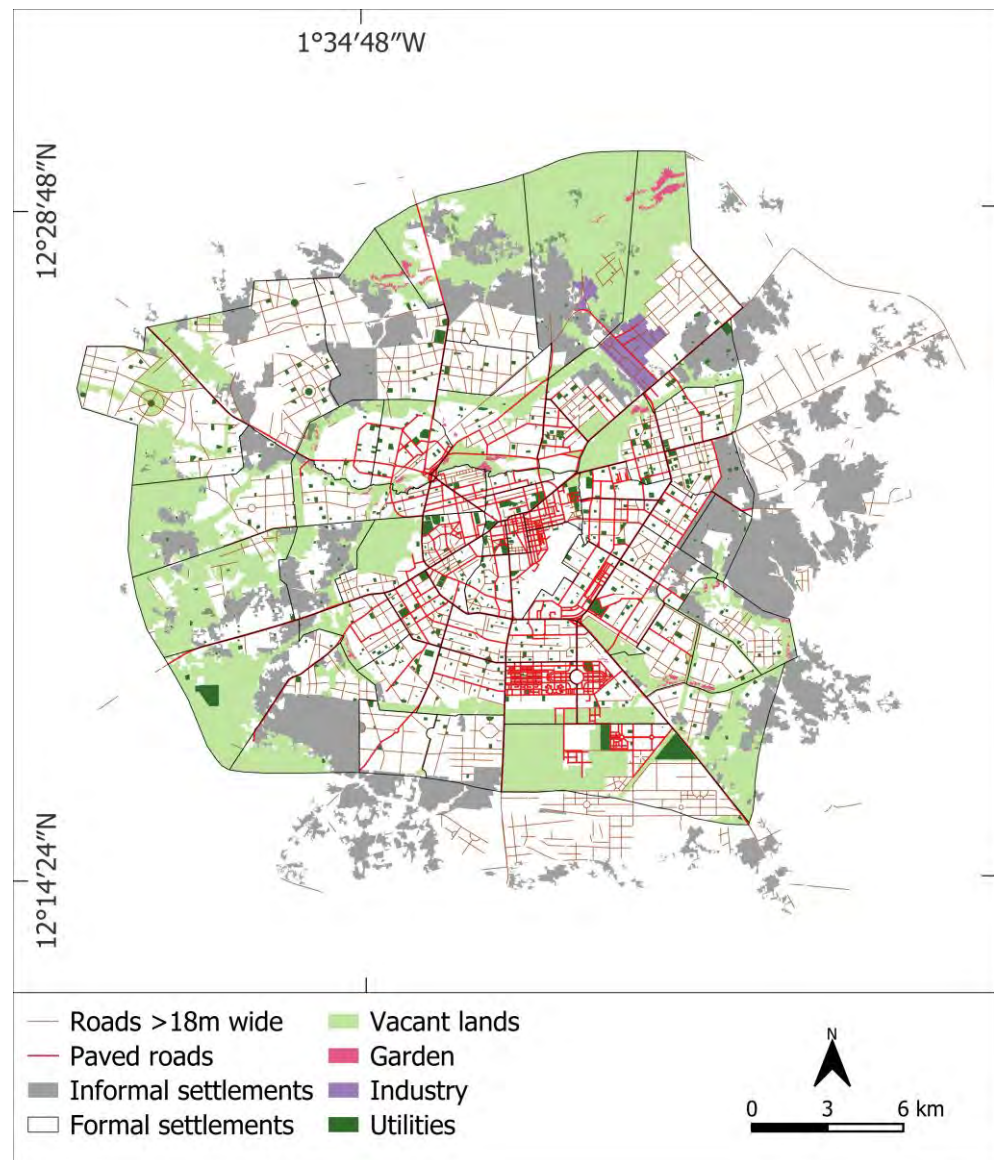 1°34′48″W
12°28′48″N
12°14′24″N
Roads >18m wide
Paved roads
Informal settlements
Formal settlements
Vacant lands
Garden
Industry
Utilities
N
0 3 6 km